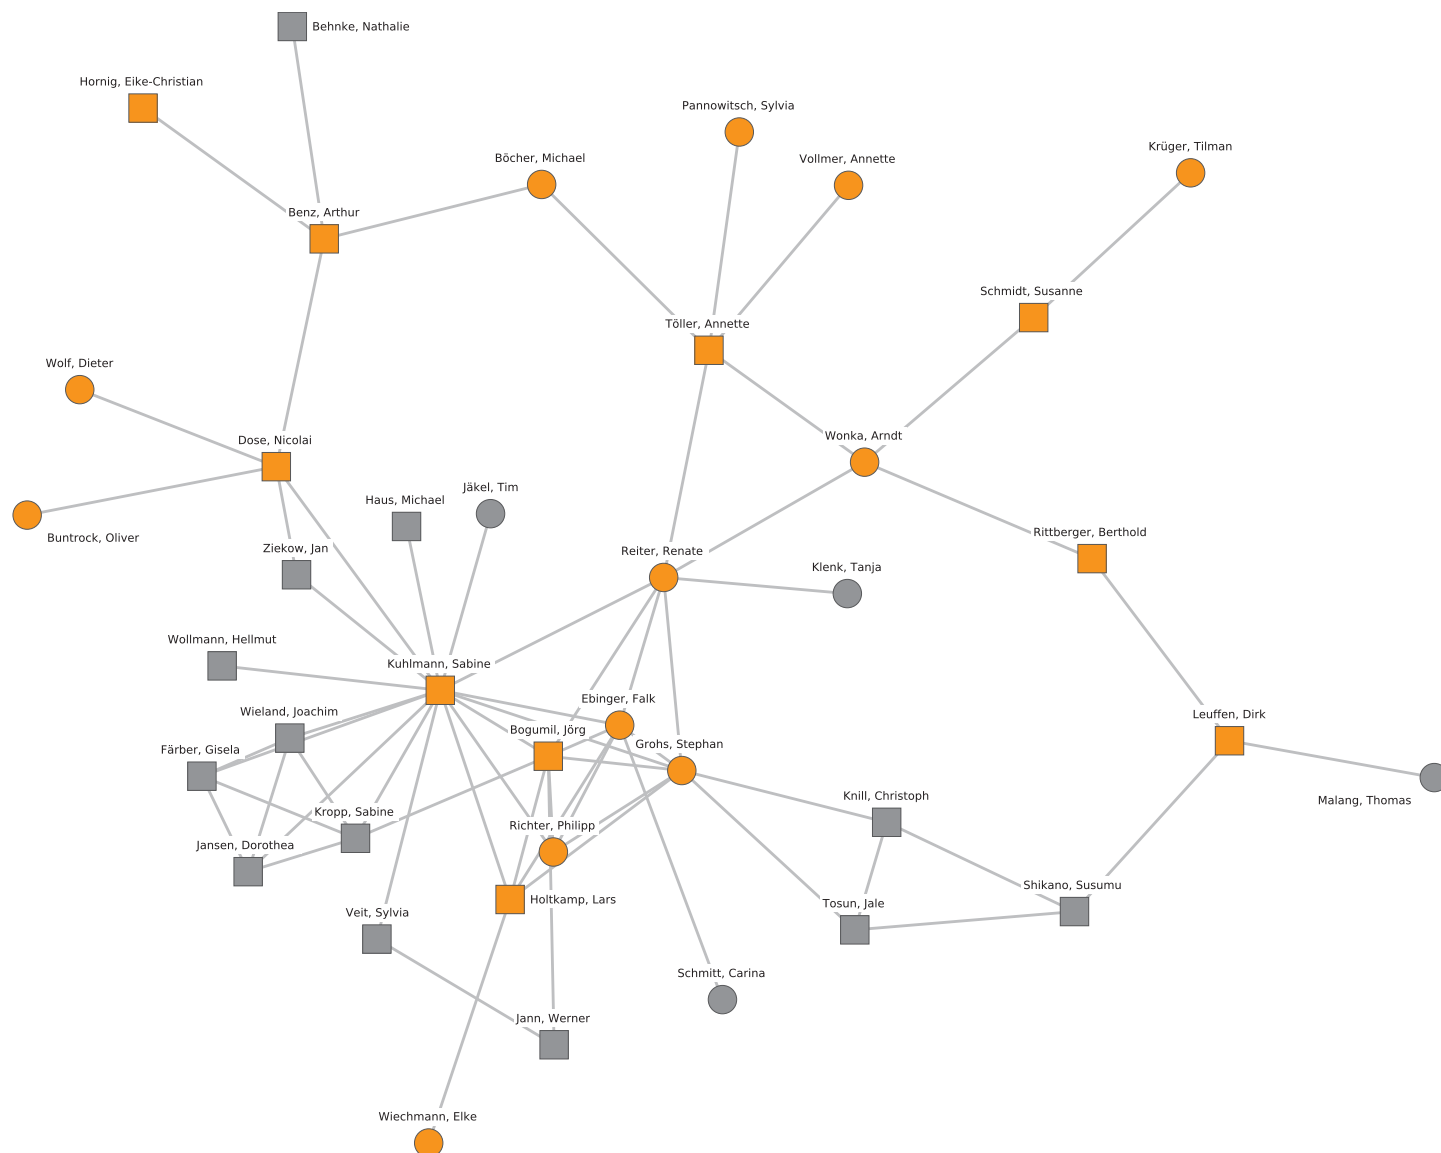 Behnke, Nathalie
Hornig, Eike-Christian
Pannowitsch, Sylvia
Krüger, Tilman
Böcher, Michael
Vollmer, Annette
Benz, Arthur
Schmidt, Susanne
Töller, Annette
Wolf, Dieter
Wonka, Arndt
Dose, Nicolai
Jäkel, Tim
Haus, Michael
Rittberger, Berthold
Buntrock, Oliver
Ziekow, Jan
Reiter, Renate
Klenk, Tanja
Wollmann, Hellmut
Kuhlmann, Sabine
Ebinger, Falk
Wieland, Joachim
Leuffen, Dirk
Bogumil, Jörg
Färber, Gisela
Grohs, Stephan
Knill, Christoph
Malang, Thomas
Kropp, Sabine
Richter, Philipp
Jansen, Dorothea
Shikano, Susumu
Holtkamp, Lars
Tosun, Jale
Veit, Sylvia
Schmitt, Carina
Jann, Werner
Wiechmann, Elke